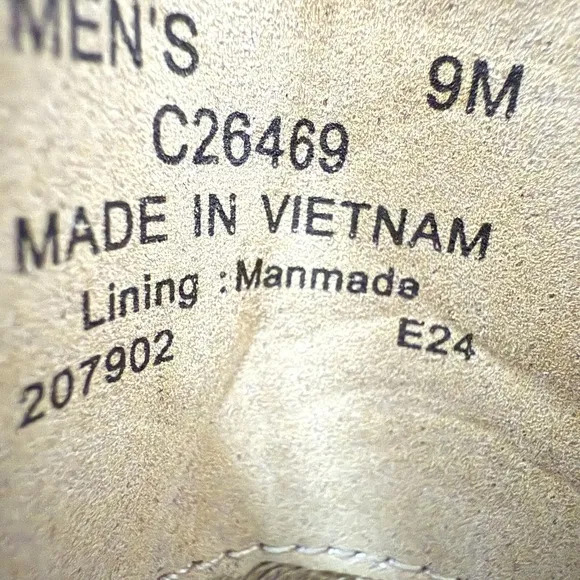 MEN'S
9M
C26469
MADE IN VIETNAM
Lining :Manmade
207902
E24